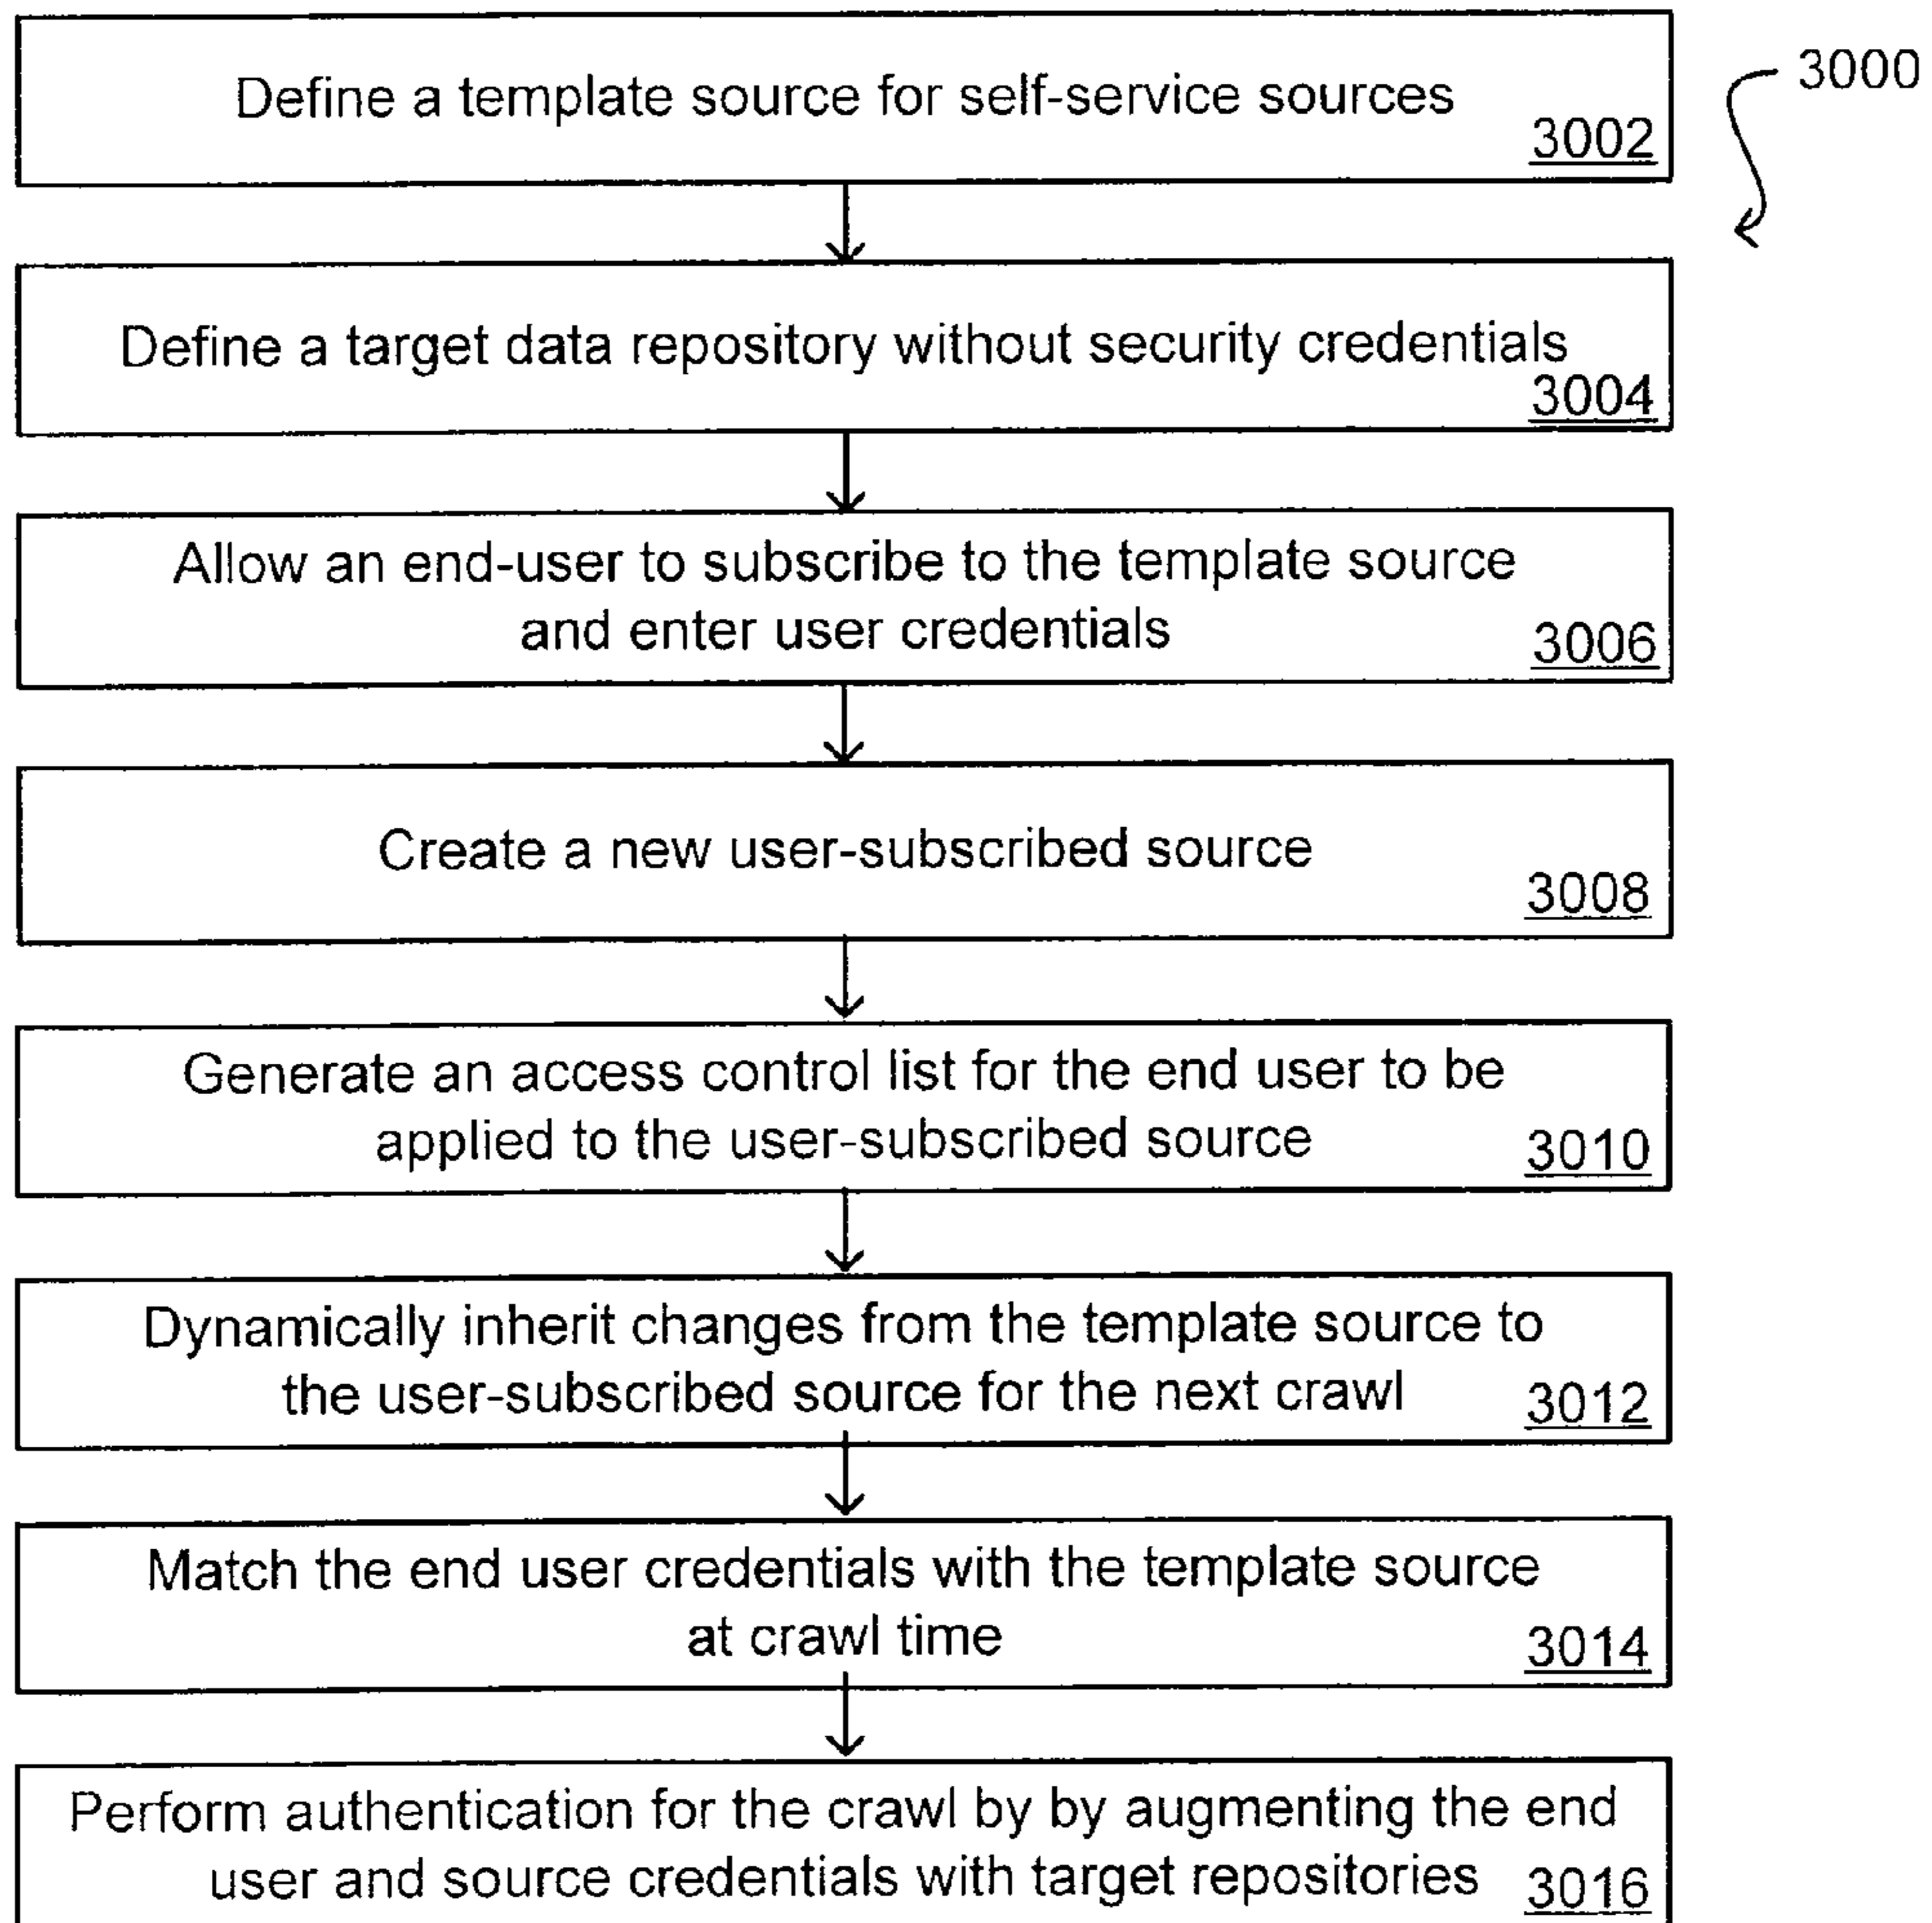 Define a template source for self-service sources
3002
3000
Define a target data repository without security credentials
3004
Allow an end-user to subscribe to the template source
and enter user credentials
3006
Create a new user-subscribed source
3008
Generate an access control list for the end user to be
applied to the user-subscribed source
3010
Dynamically inherit changes from the template source to
the user-subscribed source for the next crawl
3012
Match the end user credentials with the template source
at crawl time
3014
Perform authentication for the crawl by by augmenting the end
user and source credentials with target repositories
3016